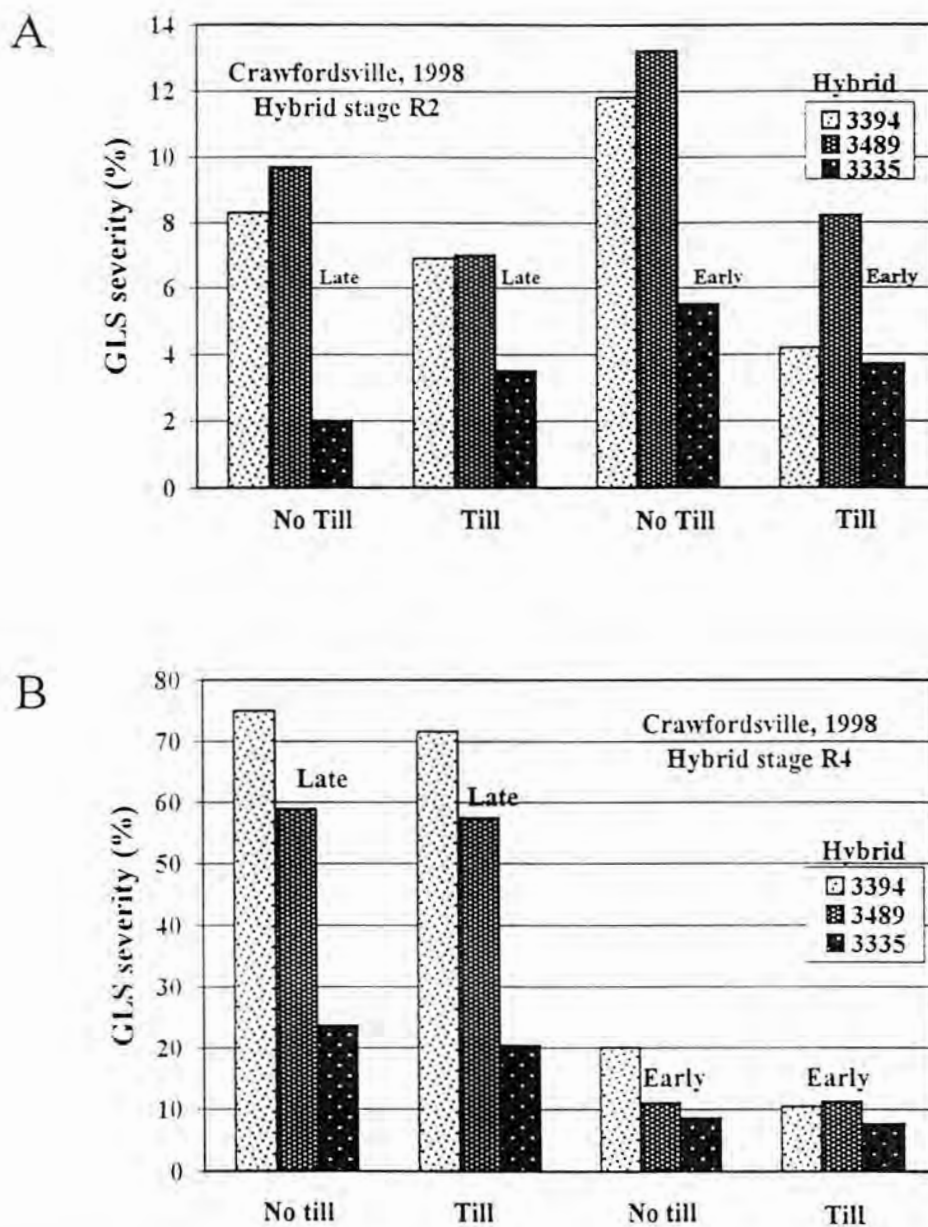 A
14
12
10
8
6
4
2
0
GLS severity (%)
Crawfordsville, 1998
Hybrid stage R2
Hybrid
3394
3489
3335
Late
Late
Early
Early
No Till
Till
No Till
Till
B
80
70
60
50
40
30
20
10
0
GLS severity (%)
Crawfordsville, 1998
Hybrid stage R4
Hybrid
3394
3489
3335
Late
Late
Early
Early
No till
Till
No till
Till